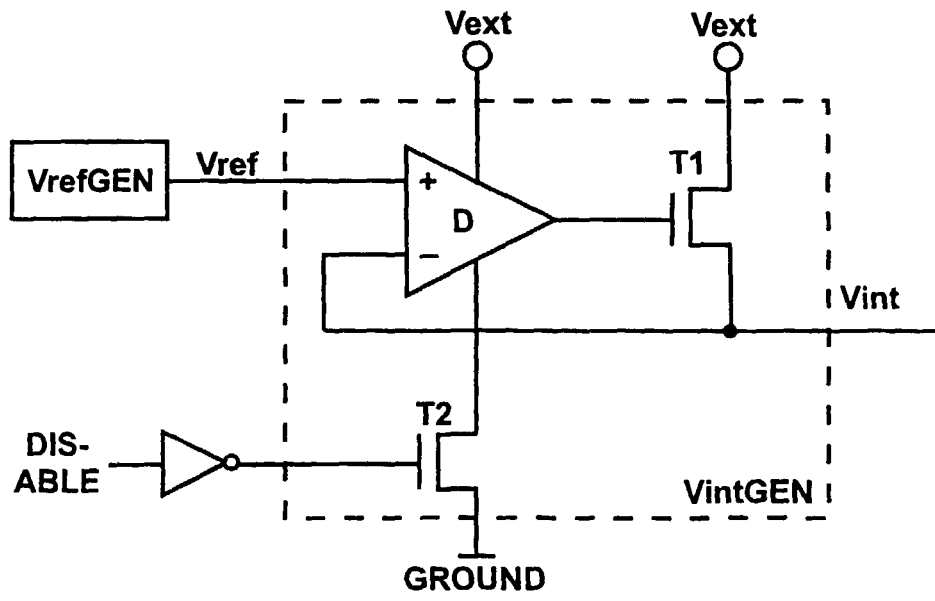 Vext
Vext
VrefGEN
Vref
T1
+
D
−
Vint
T2
DIS-
ABLE
VintGEN
GROUND